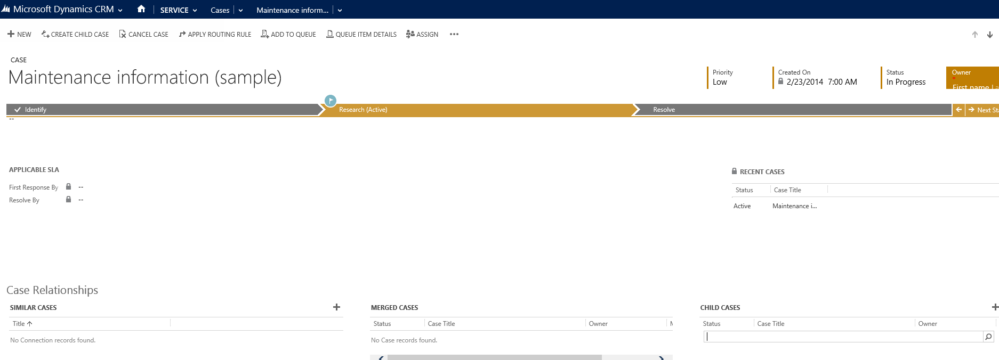 Microsoft Dynamics CRM SERVICE Cases Maintenance inform...
NEW CREATE CHILD CASE CANCEL CASE APPLY ROUTING RULE ADD TO QUEUE QUEUE ITEM DETAILS ASSIGN •••
CASE
Maintenance information (sample)
Priority
Low
Created On
2/23/2014 7:00 AM
Status
In Progress
Owner
*
First name La
Identify Research (Active) Resolve Next Sta
--
APPLICABLE SLA
First Response By --
Resolve By --
RECENT CASES
Status Case Title
Active Maintenance i...
Case Relationships
SIMILAR CASES
Title
No Connection records found.
MERGED CASES
Status Case Title Owner
No Case records found.
CHILD CASES
Status Case Title Owner